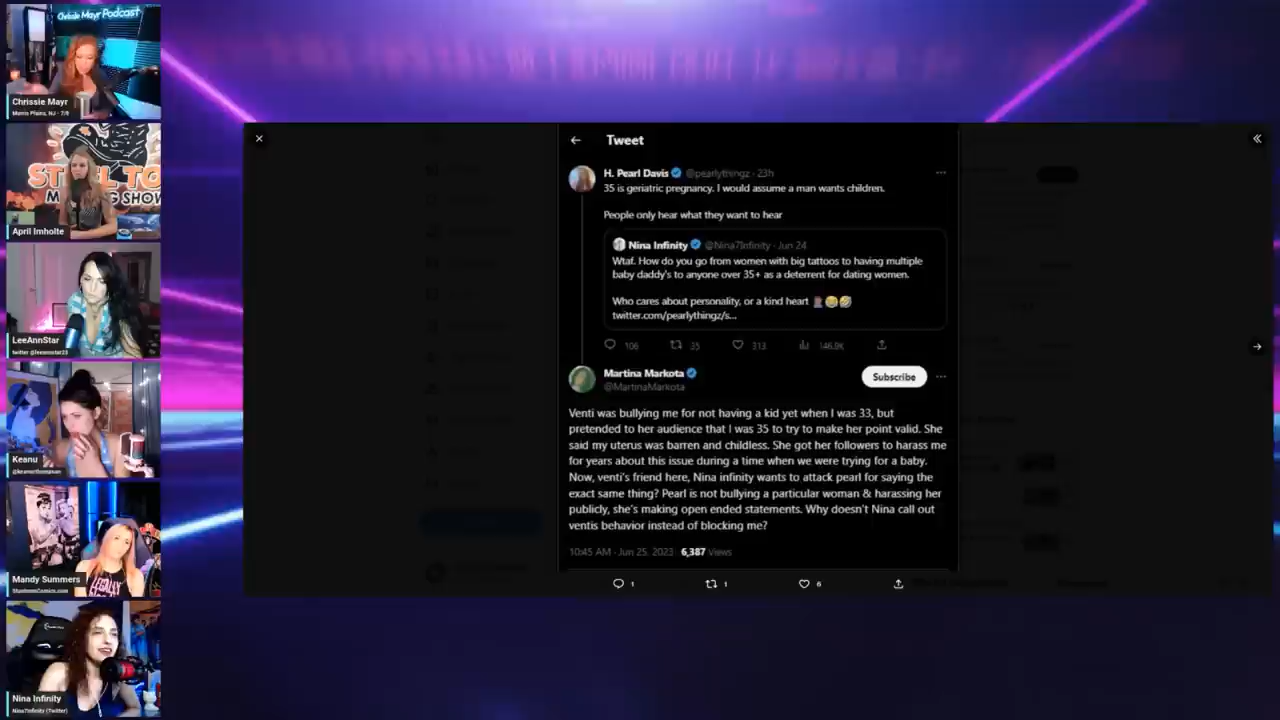 Chrissie Mayr Podcast
Chrissie Mayr
Morris Plains, NJ - 7/8
STEEL TO
M NG SHOW
April Imholte
LeeAnnStar
twitter @leeannstar23
Keanu
@keanucthompson
Mandy Summers
LEGALLY
Nina Infinity
Nina7Infinity (Twitter)
Tweet
H. Pearl Davis @pearlythingz · 23h
35 is geriatric pregnancy. I would assume a man wants children.
People only hear what they want to hear
Nina Infinity @Nina7Infinity · Jun 24
Wtaf. How do you go from women with big tattoos to having multiple
baby daddy's to anyone over 35+ as a deterrent for dating women.
Who cares about personality, or a kind heart 🤦🏽‍♀️😂🤣
twitter.com/pearlythingz/s...
106 35 313 146.9K
Martina Markota
@MartinaMarkota
Subscribe
Venti was bullying me for not having a kid yet when I was 33, but
pretended to her audience that I was 35 to try to make her point valid. She
said my uterus was barren and childless. She got her followers to harass me
for years about this issue during a time when we were trying for a baby.
Now, venti's friend here, Nina infinity wants to attack pearl for saying the
exact same thing? Pearl is not bullying a particular woman & harassing her
publicly, she's making open ended statements. Why doesn't Nina call out
ventis behavior instead of blocking me?
10:45 AM · Jun 25, 2023 6,387 Views
1 1 6